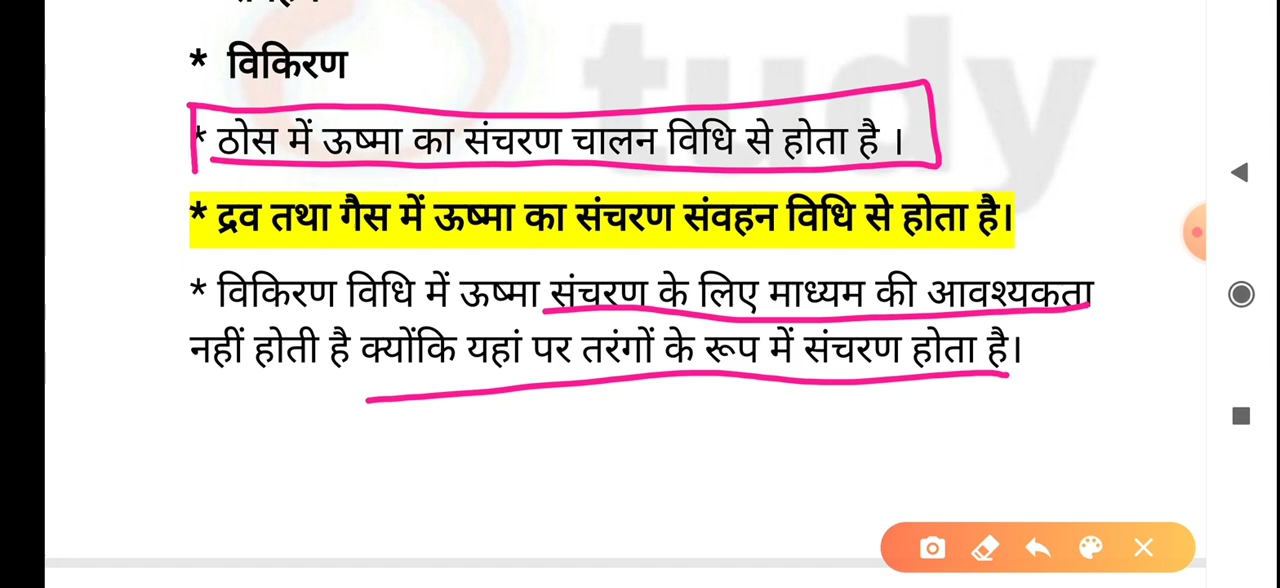 * विकिरण
* ठोस में ऊष्मा का संचरण चालन विधि से होता है ।
* द्रव तथा गैस में ऊष्मा का संचरण संवहन विधि से होता है।
* विकिरण विधि में ऊष्मा संचरण के लिए माध्यम की आवश्यकता
नहीं होती है क्योंकि यहां पर तरंगों के रूप में संचरण होता है।
tudy